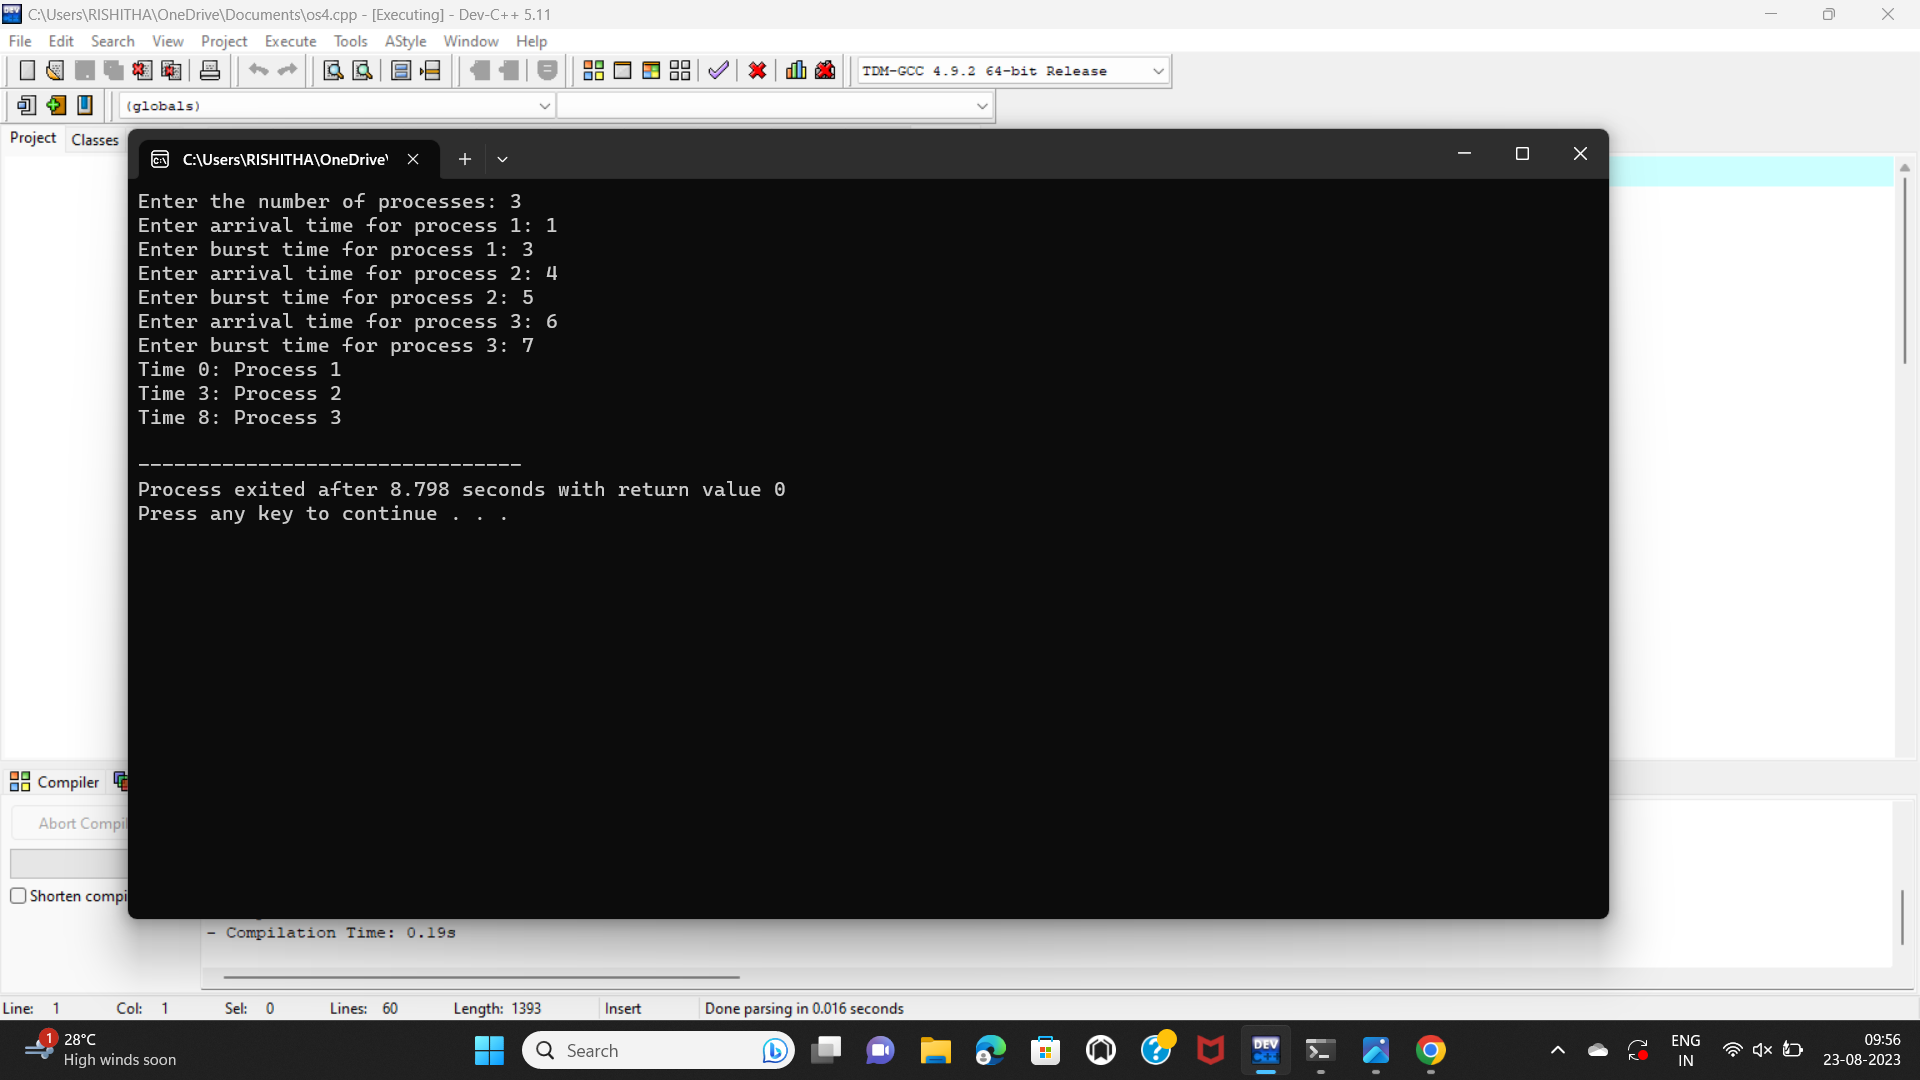 C:\Users\RISHITHA\OneDrive\Documents\os4.cpp - [Executing] - Dev-C++ 5.11
File Edit Search View Project Execute Tools AStyle Window Help
TDM-GCC 4.9.2 64-bit Release
(globals)
Project Classes
C:\Users\RISHITHA\OneDrive\
Enter the number of processes: 3
Enter arrival time for process 1: 1
Enter burst time for process 1: 3
Enter arrival time for process 2: 4
Enter burst time for process 2: 5
Enter arrival time for process 3: 6
Enter burst time for process 3: 7
Time 0: Process 1
Time 3: Process 2
Time 8: Process 3
--------------------------------
Process exited after 8.798 seconds with return value 0
Press any key to continue . . .
Compiler
Abort Compil
Shorten compi
- Compilation Time: 0.19s
Line: 1 Col: 1 Sel: 0 Lines: 60 Length: 1393 Insert Done parsing in 0.016 seconds
1
28°C
High winds soon
Search
DEV
C++
ENG
IN
09:56
23-08-2023